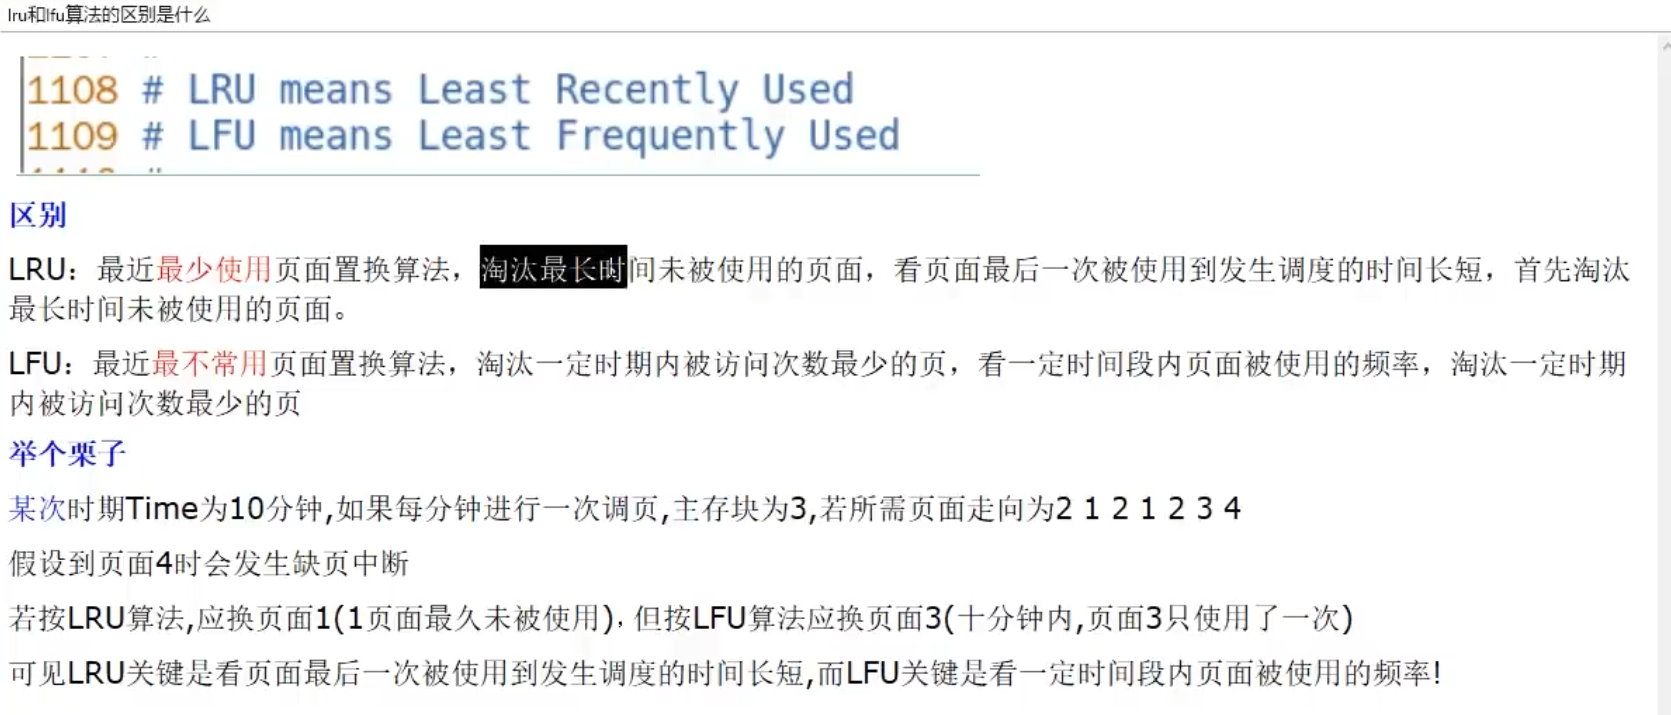 lru和lfu算法的区别是什么
1108 # LRU means Least Recently Used
1109 # LFU means Least Frequently Used
区别
LRU：最近最少使用页面置换算法，淘汰最长时间未被使用的页面，看页面最后一次被使用到发生调度的时间长短，首先淘汰
最长时间未被使用的页面。
LFU：最近最不常用页面置换算法，淘汰一定时期内被访问次数最少的页，看一定时间段内页面被使用的频率，淘汰一定时期
内被访问次数最少的页
举个栗子
某次时期Time为10分钟,如果每分钟进行一次调页,主存块为3,若所需页面走向为2 1 2 1 2 3 4
假设到页面4时会发生缺页中断
若按LRU算法,应换页面1(1页面最久未被使用)，但按LFU算法应换页面3(十分钟内,页面3只使用了一次)
可见LRU关键是看页面最后一次被使用到发生调度的时间长短,而LFU关键是看一定时间段内页面被使用的频率!